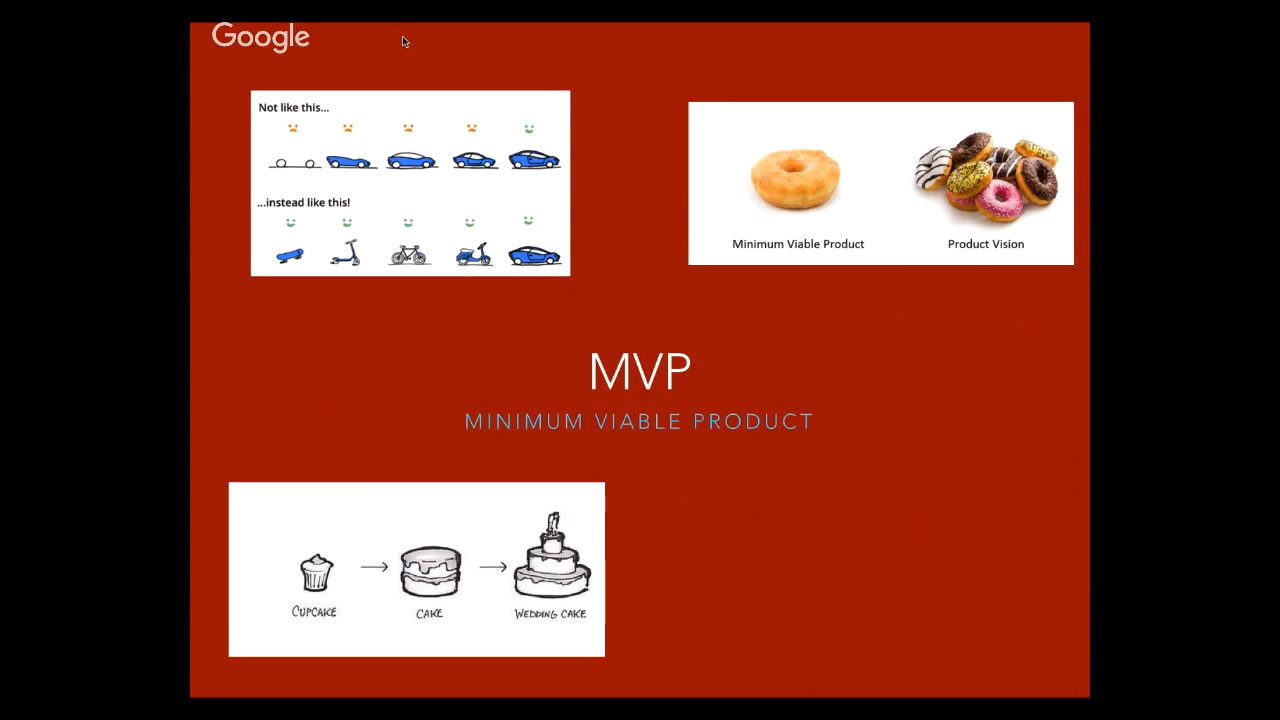 Google
Not like this...
...instead like this!
Minimum Viable Product
Product Vision
MVP
MINIMUM VIABLE PRODUCT
CUPCAKE
CAKE
WEDDING CAKE